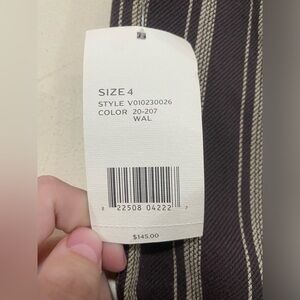 SIZE 4
STYLE V010230026
COLOR 20-207
WAL
22508 04222
$145.00